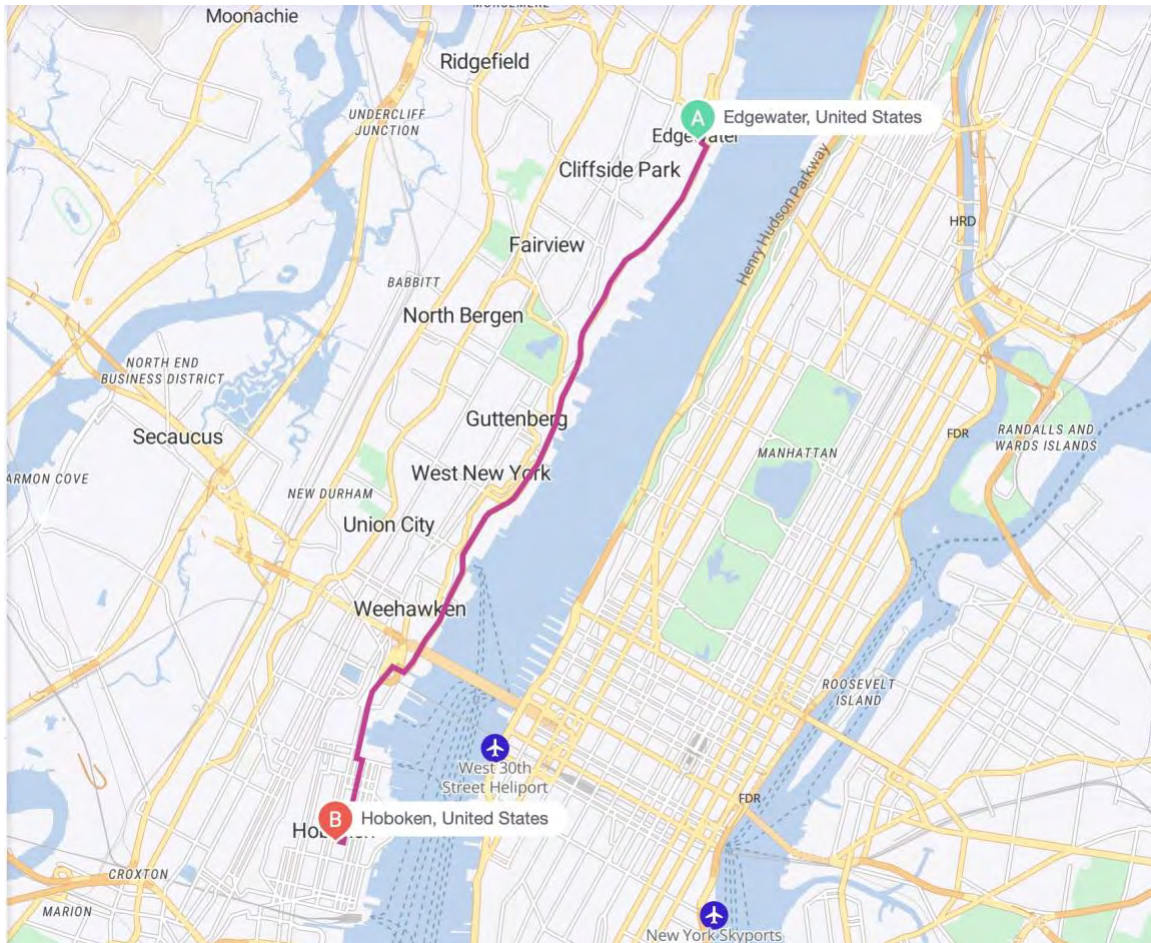 Moonachie
Ridgefield
UNDERCLIFF
JUNCTION
A
Edgewater, United States
Cliffside Park
Henry Hudson Parkway
HRD
Fairview
BABBITT
North Bergen
NORTH END
BUSINESS DISTRICT
Guttenberg
Secaucus
RANDALLS AND
WARDS ISLANDS
FDR
MANHATTAN
West New York
ARMON COVE
NEW DURHAM
Union City
Weehawken
ROOSEVELT
ISLAND
West 30th
Street Heliport
FDR
B
Hoboken, United States
CROXTON
MARION
New York Skyports